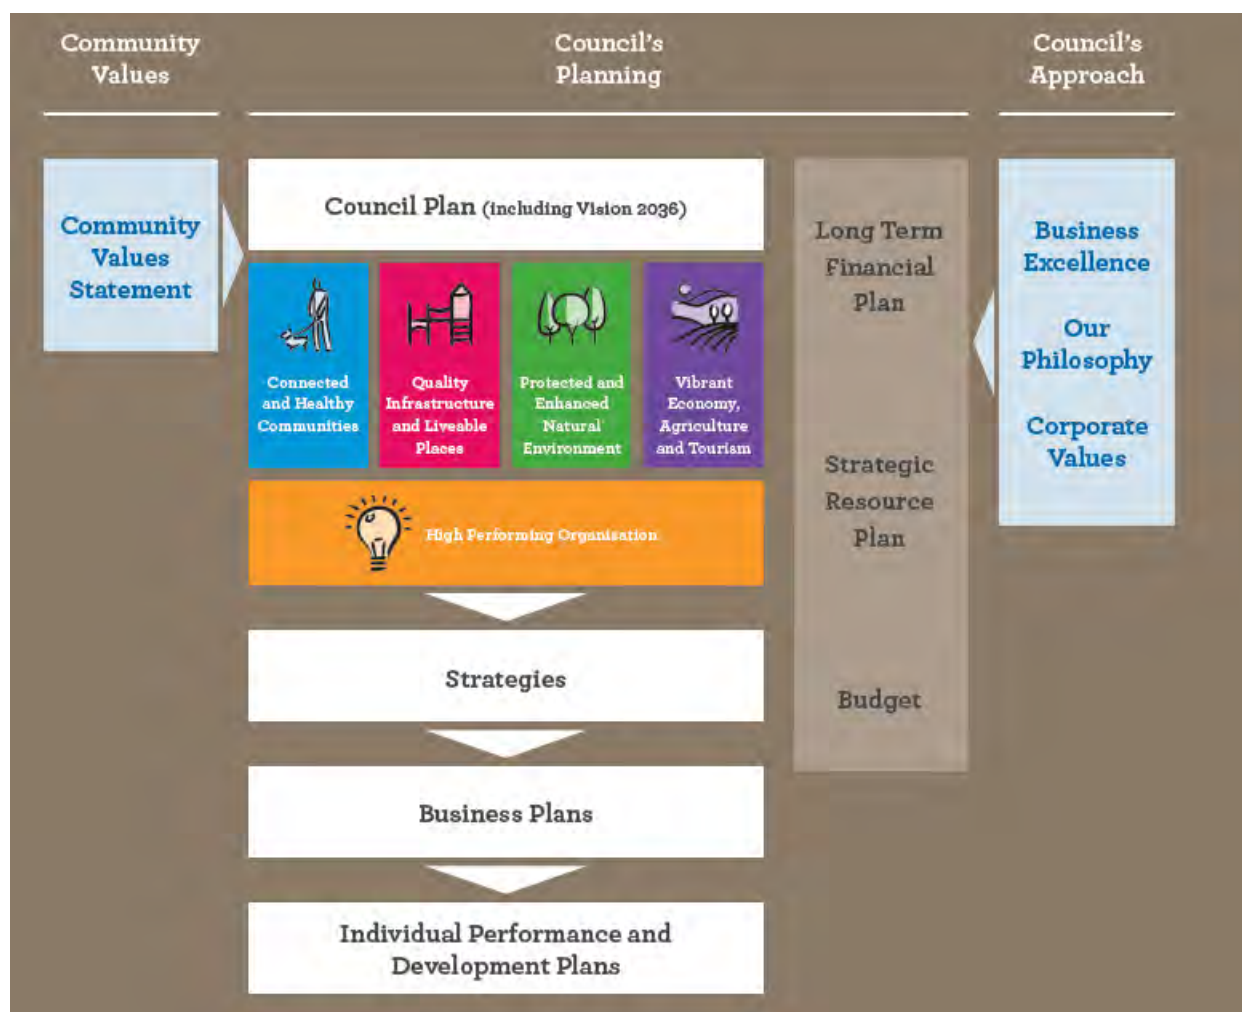 Community
Values
Council's
Planning
Council's
Approach
Community
Values
Statement
Council Plan (including Vision 2036)
Connected
and Healthy
Communities
Quality
Infrastructure
and Liveable
Places
Protected and
Enhanced
Natural
Environment
Vibrant
Economy,
Agriculture
and Tourism
High Performing Organisation
Strategies
Business Plans
Individual Performance and
Development Plans
Long Term
Financial
Plan
Strategic
Resource
Plan
Budget
Business
Excellence
Our
Philosophy
Corporate
Values